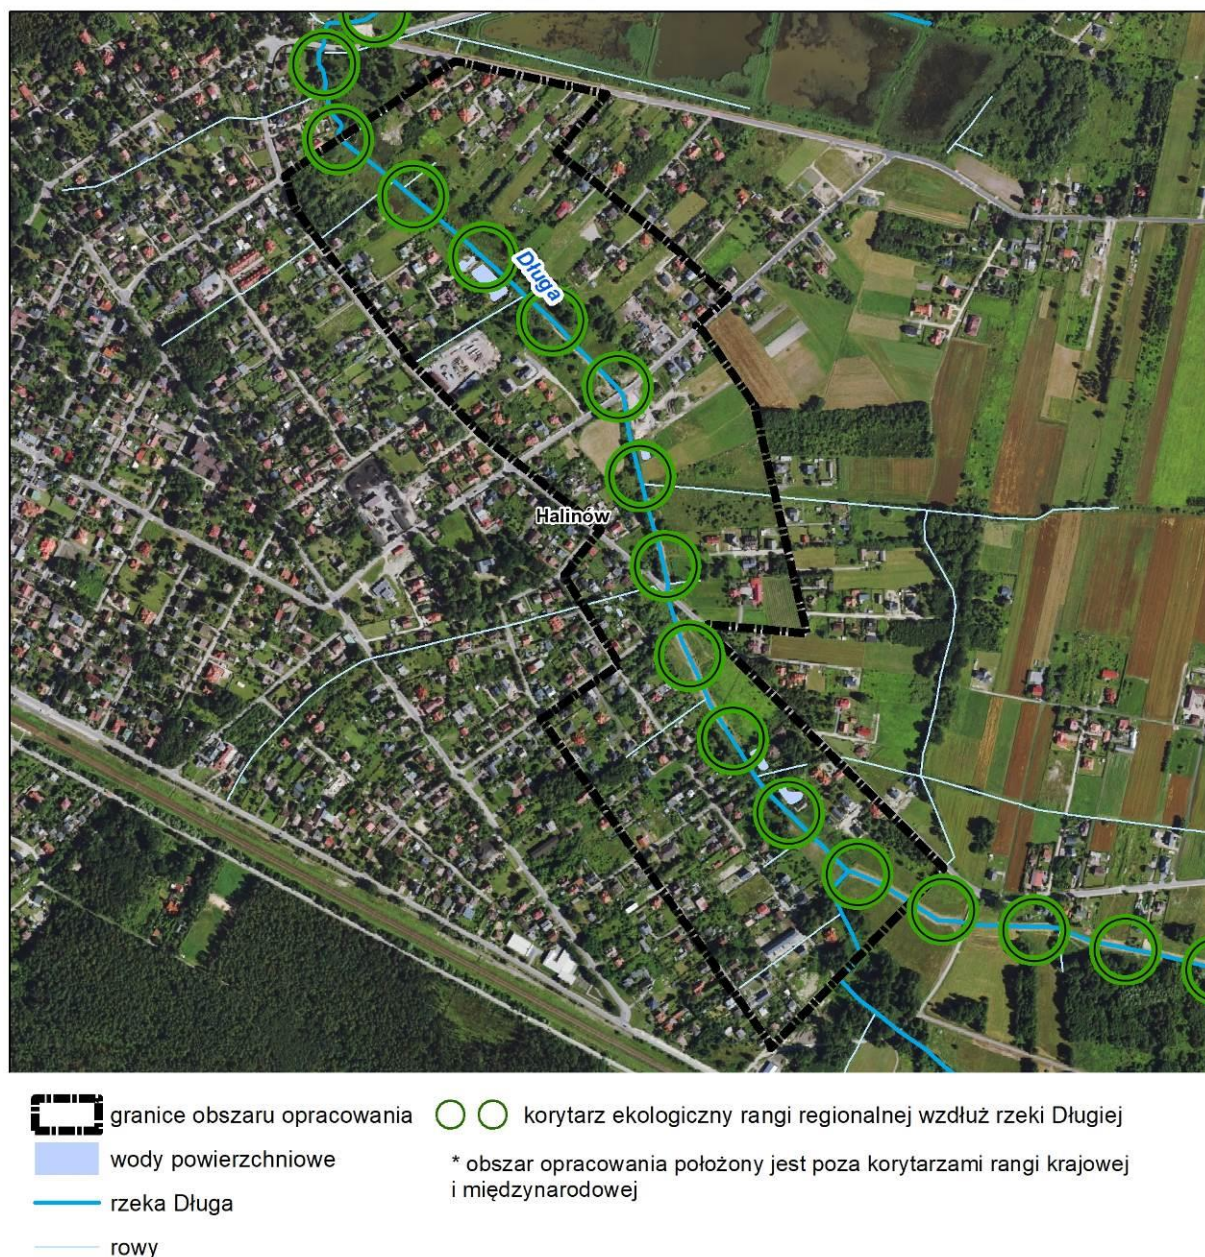 Długa
Halinów
granice obszaru opracowania
korytarz ekologiczny rangi regionalnej wzdłuż rzeki Długiej
wody powierzchniowe
* obszar opracowania położony jest poza korytarzami rangi krajowej
i międzynarodowej
rzeka Długa
rowy